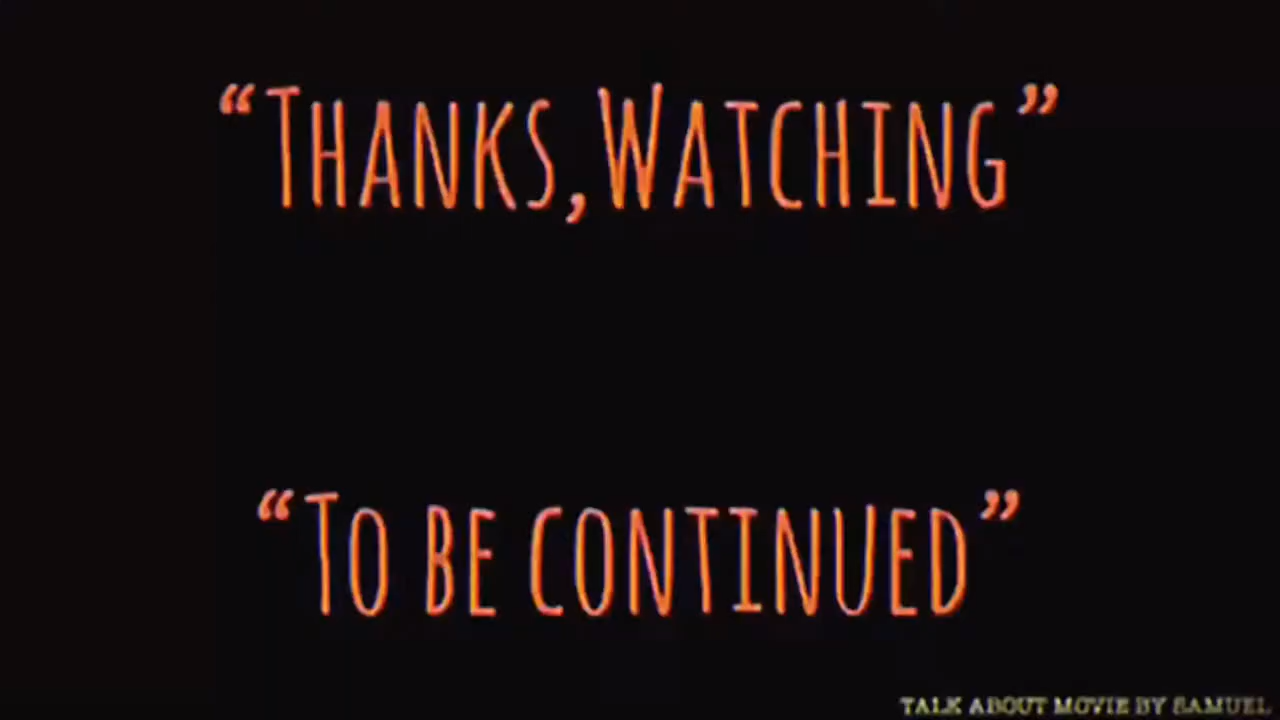 “THANKS,WATCHING”
“TO BE CONTINUED”
TALK ABOUT MOVIE BY SAMUEL